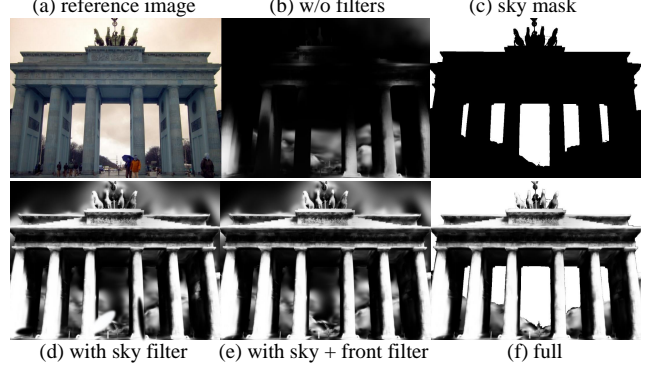 (a) reference image (b) w/o filters (c) sky mask
(d) with sky filter (e) with sky + front filter (f) full